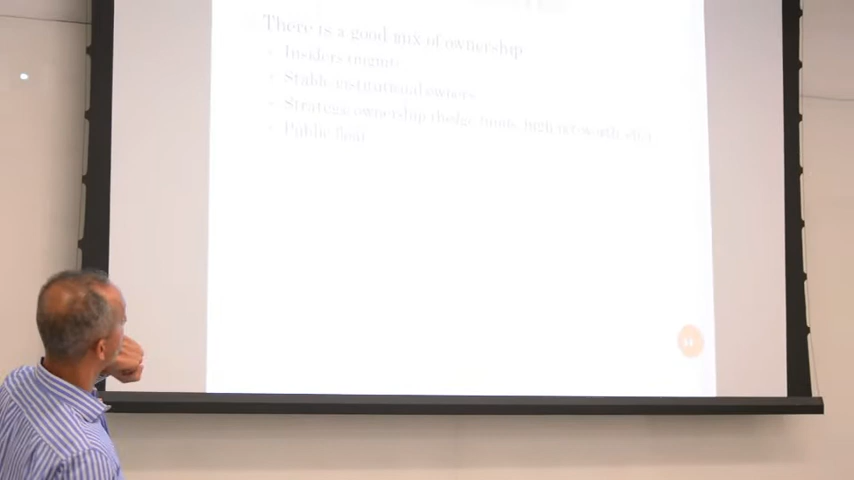 There is a good mix of ownership
Insiders
Stable institutional owners
Strategic ownership (hedge funds, high net worth
Public float